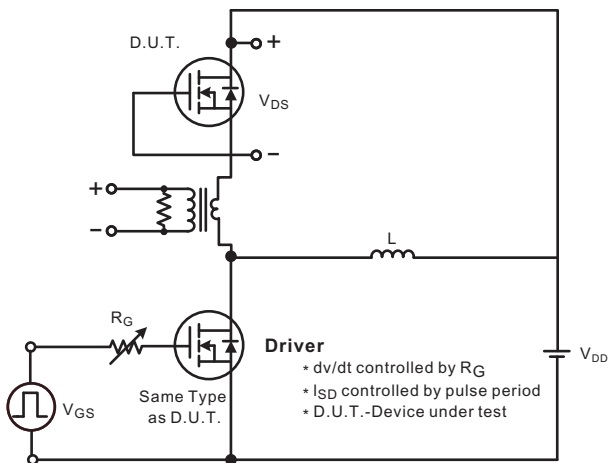 D.U.T.
+
VDS
−
+
−
L
RG
VGS
Same Type
as D.U.T.
Driver
* dv/dt controlled by RG
* ISD controlled by pulse period
* D.U.T.-Device under test
VDD